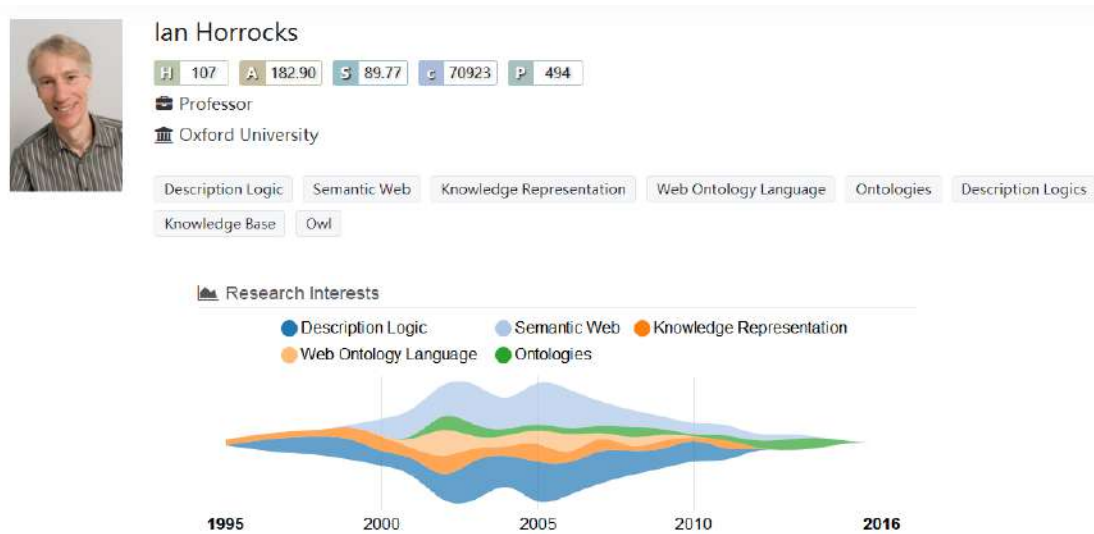 Ian Horrocks
H 107 A 182.90 S 89.77 c 70923 P 494
Professor
Oxford University
Description Logic Semantic Web Knowledge Representation Web Ontology Language Ontologies Description Logics
Knowledge Base Owl
Research Interests
Description Logic Semantic Web Knowledge Representation
Web Ontology Language Ontologies
1995 2000 2005 2010 2016